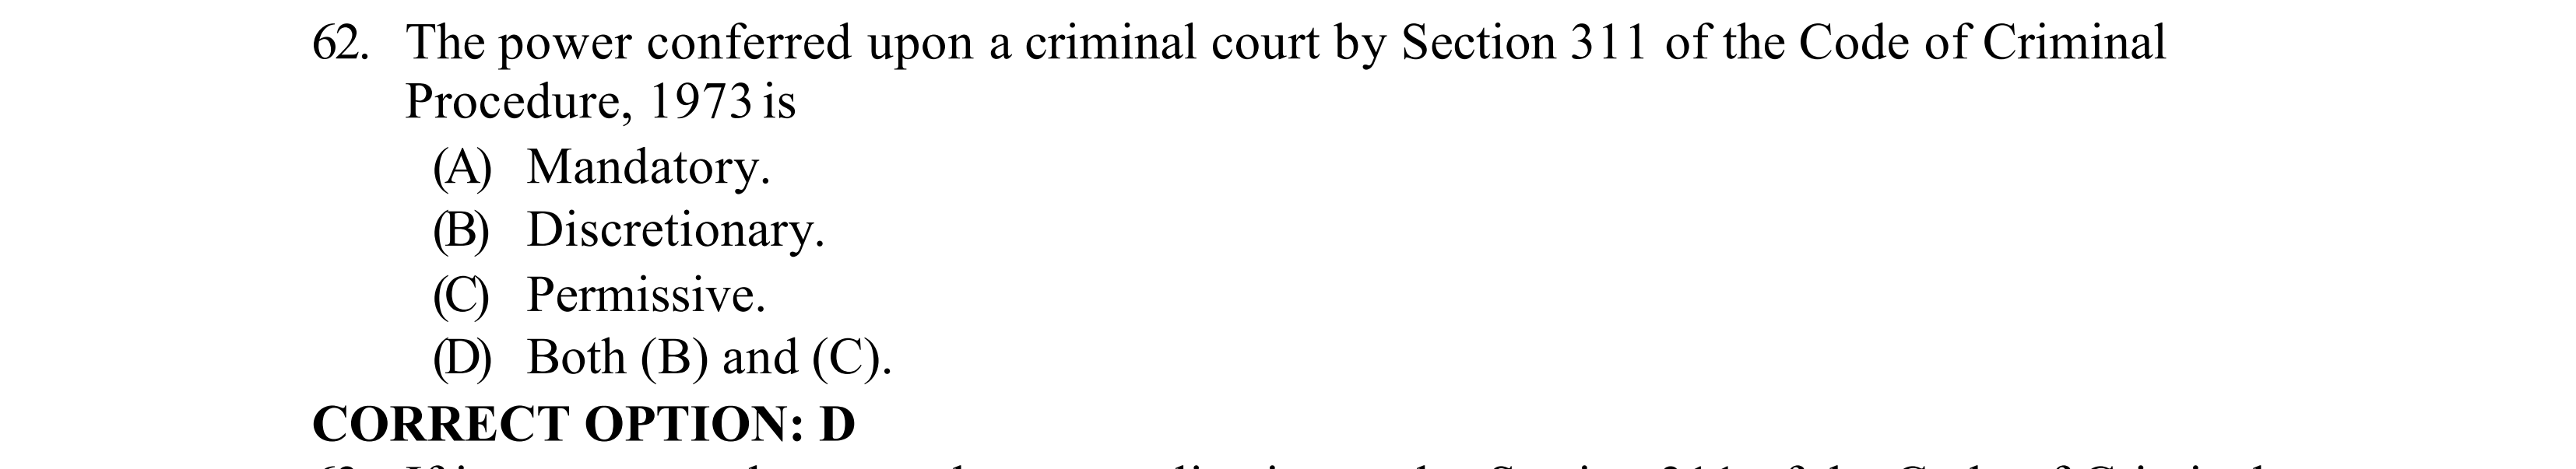 62. The power conferred upon a criminal court by Section 311 of the Code of Criminal
Procedure, 1973 is
(A) Mandatory.
(B) Discretionary.
(C) Permissive.
(D) Both (B) and (C).
CORRECT OPTION: D